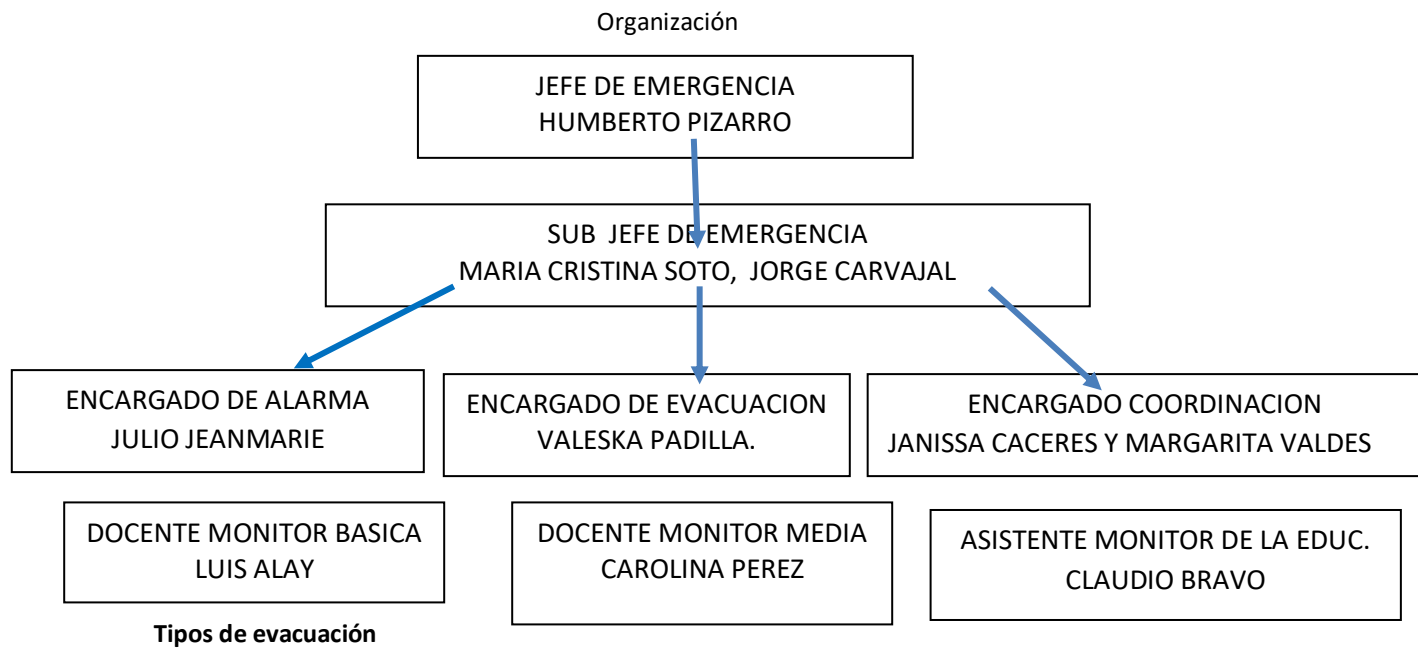 Organización
JEFE DE EMERGENCIA
HUMBERTO PIZARRO
SUB JEFE DE EMERGENCIA
MARIA CRISTINA SOTO, JORGE CARVAJAL
ENCARGADO DE ALARMA
JULIO JEANMARIE
ENCARGADO DE EVACUACION
VALESKA PADILLA.
ENCARGADO COORDINACION
JANISSA CACERES Y MARGARITA VALDES
DOCENTE MONITOR BASICA
LUIS ALAY
DOCENTE MONITOR MEDIA
CAROLINA PEREZ
ASISTENTE MONITOR DE LA EDUC.
CLAUDIO BRAVO
Tipos de evacuación